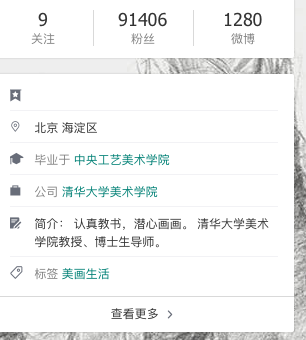 9 91406 1280
关注 粉丝 微博
北京 海淀区
毕业于 中央工艺美术学院
公司 清华大学美术学院
简介： 认真教书，潜心画画。 清华大学美术
学院教授、博士生导师。
标签 美画生活
查看更多 >